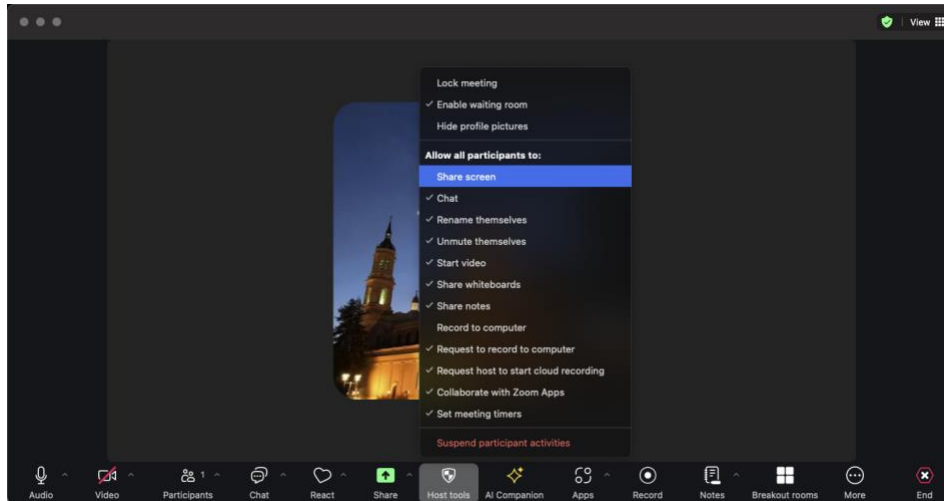 View
Lock meeting
✓ Enable waiting room
Hide profile pictures
Allow all participants to:
Share screen
✓ Chat
✓ Rename themselves
✓ Unmute themselves
✓ Start video
✓ Share whiteboards
✓ Share notes
Record to computer
✓ Request to record to computer
✓ Request host to start cloud recording
✓ Collaborate with Zoom Apps
✓ Set meeting timers
Suspend participant activities
1
Audio Video Participants Chat React Share Host tools AI Companion Apps Record Notes Breakout rooms More End